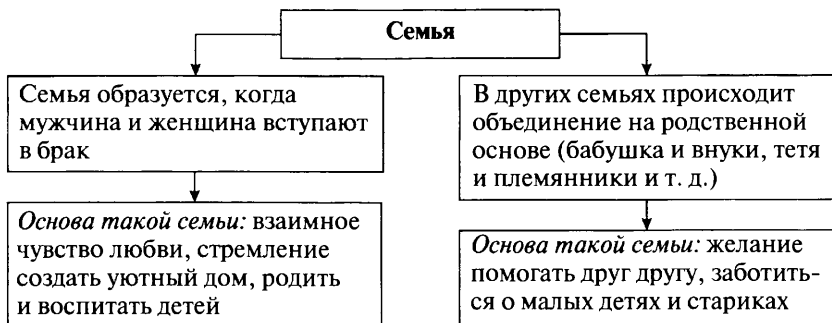 Семья
Семья образуется, когда
мужчина и женщина вступают
в брак
Основа такой семьи: взаимное
чувство любви, стремление
создать уютный дом, родить
и воспитать детей
В других семьях происходит
объединение на родственной
основе (бабушка и внуки, тетя
и племянники и т. д.)
Основа такой семьи: желание
помогать друг другу, заботить-
ся о малых детях и стариках